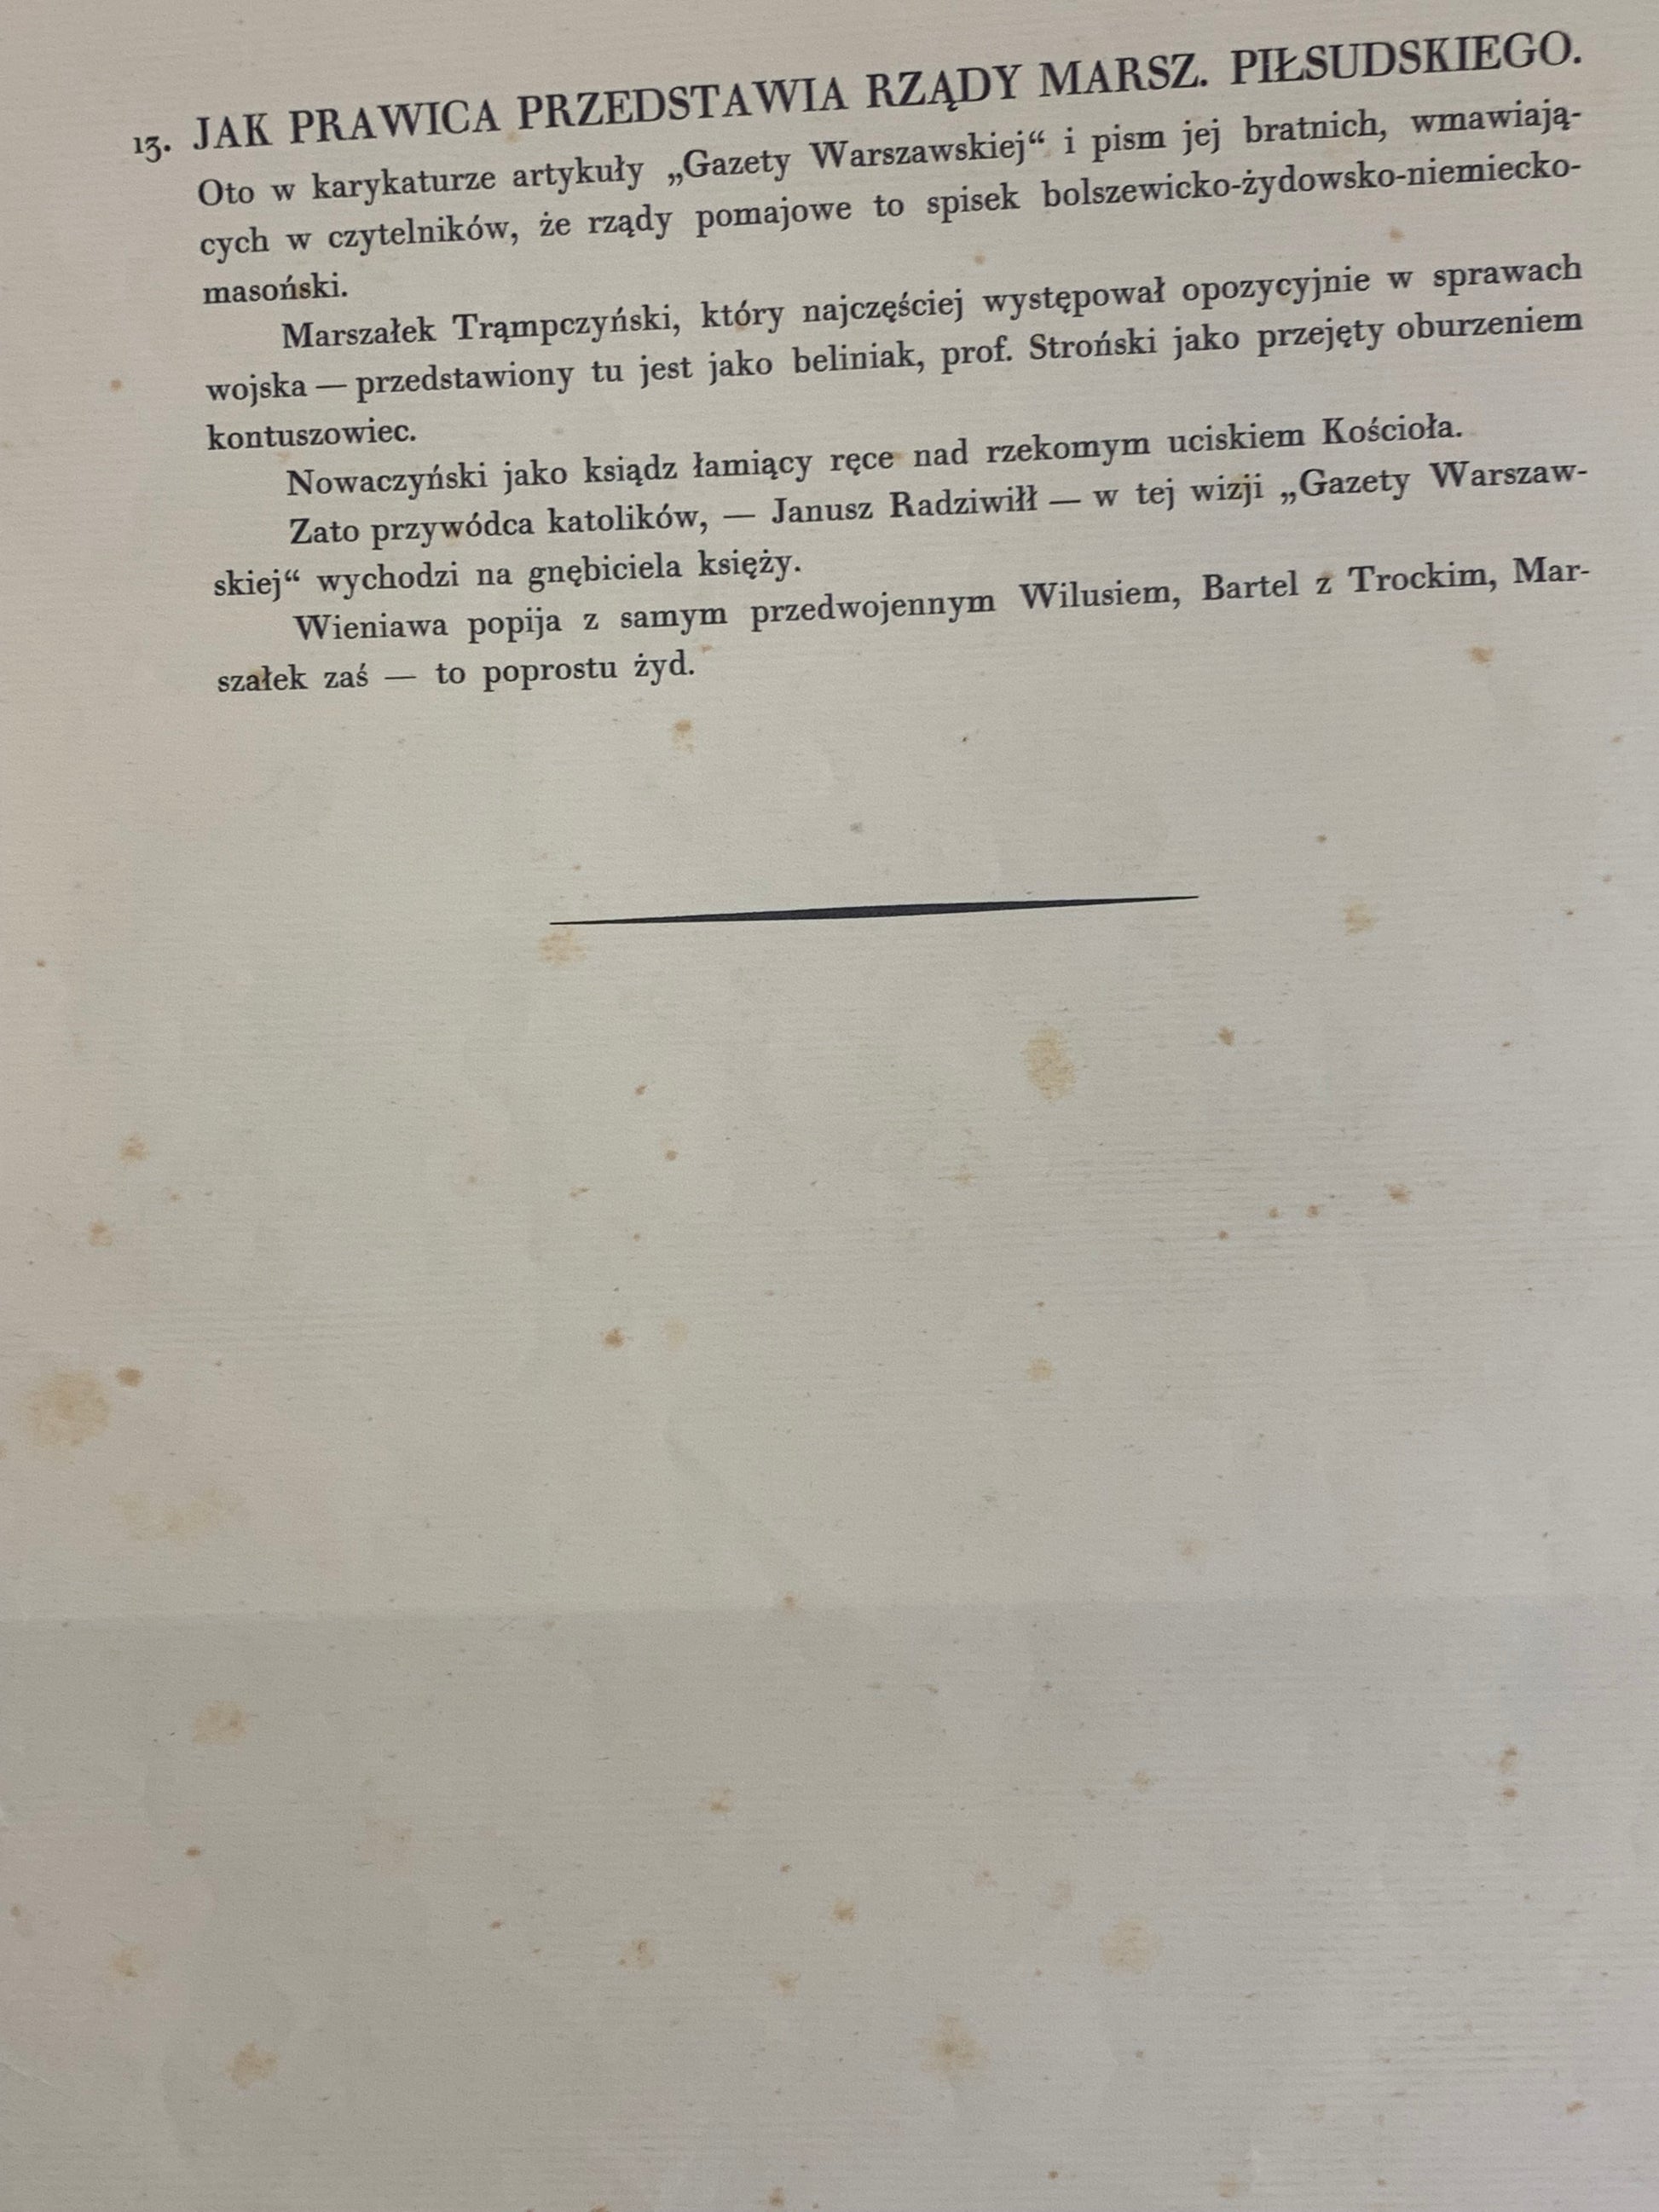 13. JAK PRAWICA PRZEDSTAWIA RZĄDY MARSZ. PIŁSUDSKIEGO.
Oto w karykaturze artykuły „Gazety Warszawskiej“ i pism jej bratnich, wmawiają-
cych w czytelników, że rządy pomajowe to spisek bolszewicko-żydowsko-niemiecko-
masoński.
Marszałek Trąmpczyński, który najczęściej występował opozycyjnie w sprawach
wojska — przedstawiony tu jest jako beliniak, prof. Stroński jako przejęty oburzeniem
kontuszowiec.
Nowaczyński jako ksiądz łamiący ręce nad rzekomym uciskiem Kościoła.
Zato przywódca katolików, — Janusz Radziwiłł — w tej wizji „Gazety Warszaw-
skiej“ wychodzi na gnębiciela księży.
Wieniawa popija z samym przedwojennym Wilusiem, Bartel z Trockim, Mar-
szałek zaś — to poprostu żyd.